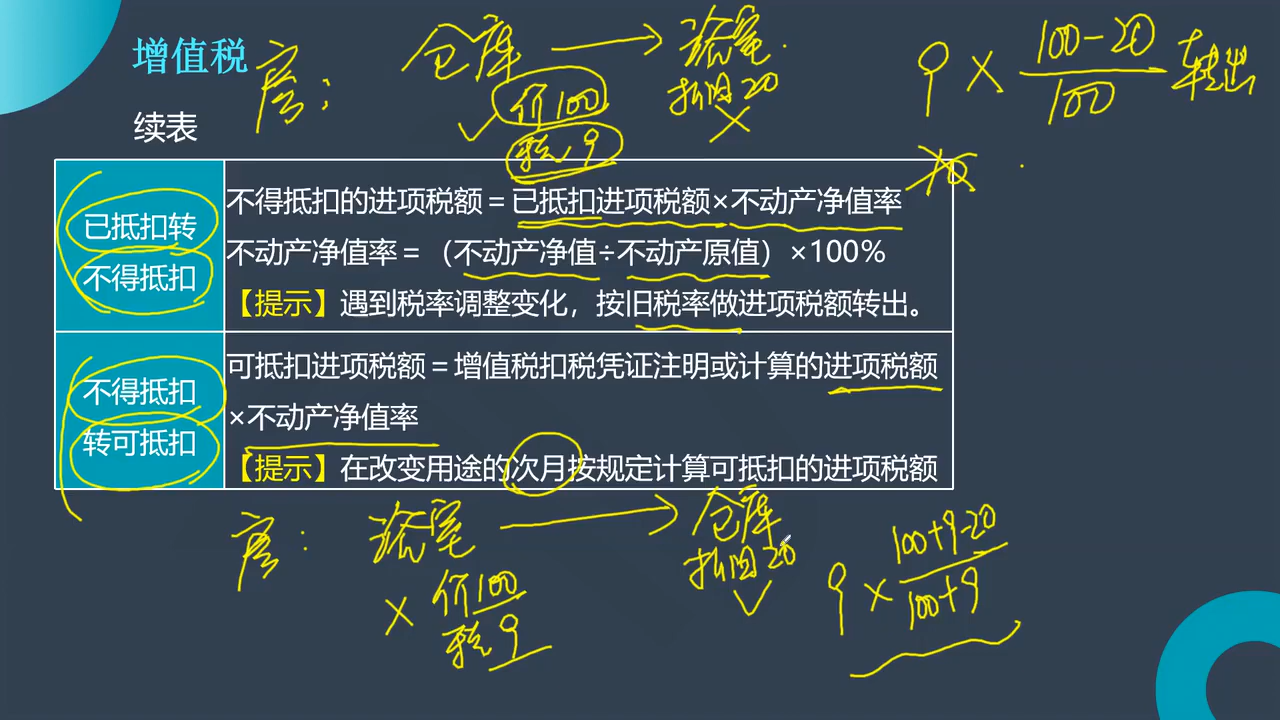 增值税
房：
仓库 → 浴室
价100
税9
折旧20
9 × (100-20)/100 转出
续表
已抵扣转
不得抵扣
不得抵扣的进项税额＝已抵扣进项税额×不动产净值率
不动产净值率＝（不动产净值÷不动产原值）×100%
【提示】遇到税率调整变化，按旧税率做进项税额转出。
不得抵扣
转可抵扣
可抵扣进项税额＝增值税扣税凭证注明或计算的进项税额
×不动产净值率
【提示】在改变用途的次月按规定计算可抵扣的进项税额
房：
浴室 → 仓库
× 价100
税9
折旧20
9 × (100+9-20)/(100+9)